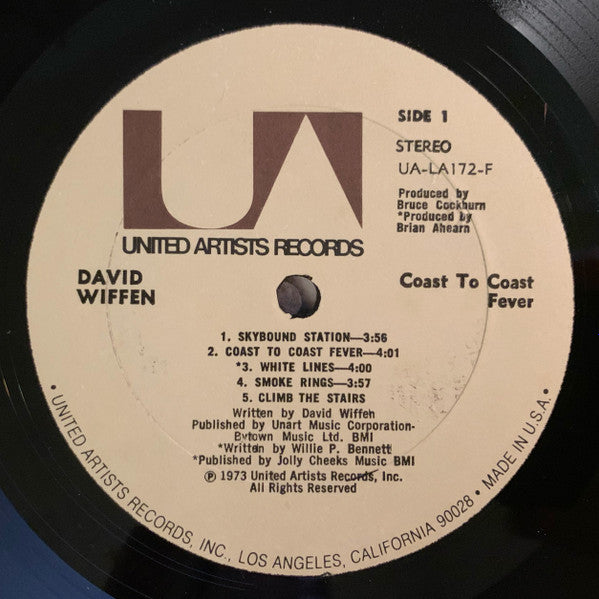 UA
UNITED ARTISTS RECORDS
SIDE 1
STEREO
UA-LA172-F
Produced by
Bruce Cockburn
*Produced by
Brian Ahearn
DAVID
WIFFEN
Coast To Coast
Fever
1. SKYBOUND STATION—3:56
2. COAST TO COAST FEVER—4:01
*3. WHITE LINES—4:00
4. SMOKE RINGS—3:57
5. CLIMB THE STAIRS
Written by David Wiffen
Published by Unart Music Corporation-
Bytown Music Ltd. BMI
*Written by Willie P. Bennett
*Published by Jolly Cheeks Music BMI
℗ 1973 United Artists Records, Inc.
All Rights Reserved
• UNITED ARTISTS RECORDS, INC., LOS ANGELES, CALIFORNIA 90028 • MADE IN U.S.A. •